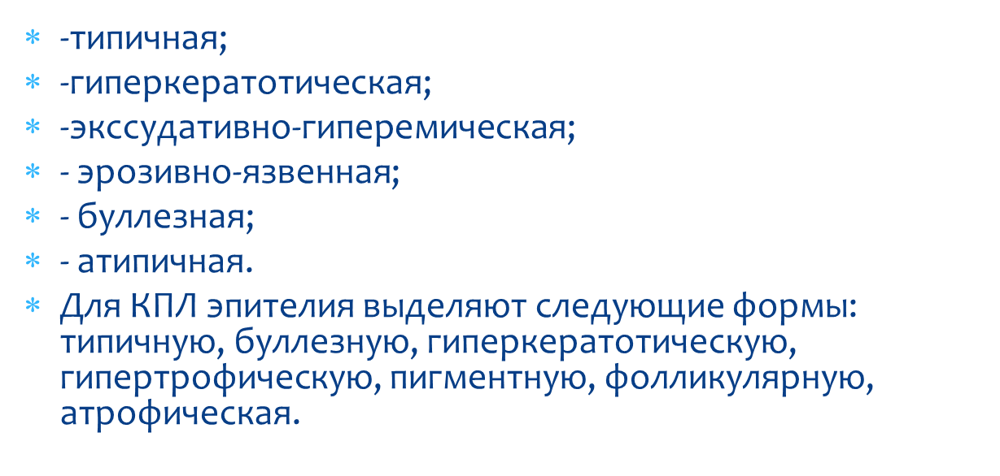 * -типичная;
* -гиперкератотическая;
* -экссудативно-гиперемическая;
* - эрозивно-язвенная;
* - буллезная;
* - атипичная.
* Для КПЛ эпителия выделяют следующие формы:
типичную, буллезную, гиперкератотическую,
гипертрофическую, пигментную, фолликулярную,
атрофическая.